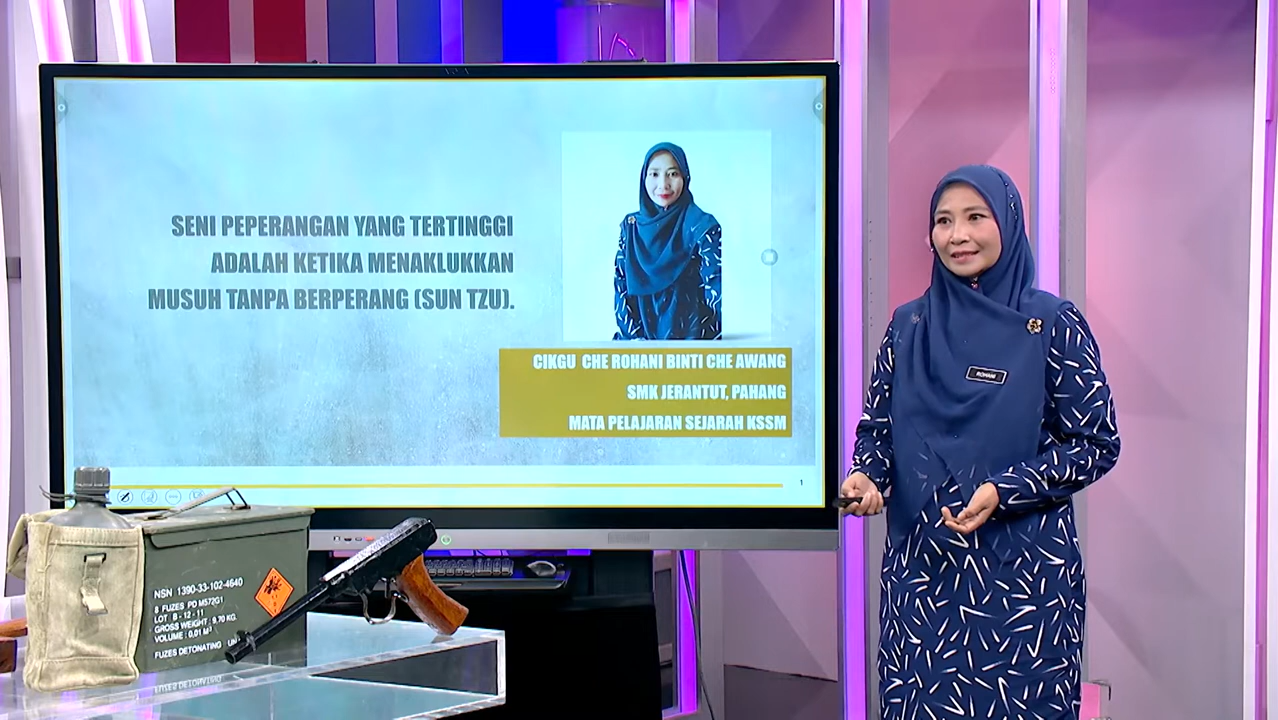 SENI PEPERANGAN YANG TERTINGGI
ADALAH KETIKA MENAKLUKKAN
MUSUH TANPA BERPERANG (SUN TZU).
CIKGU CHE ROHANI BINTI CHE AWANG
SMK JERANTUT, PAHANG
MATA PELAJARAN SEJARAH KSSM
1
ROHANI
NSN 1390-33-102-4640
8 FUZES PD M572G1
LOT : B - 12 - 11
GROSS WEIGHT : 9.70 KG.
VOLUME : 0,01 M³
FUZES DETONATING